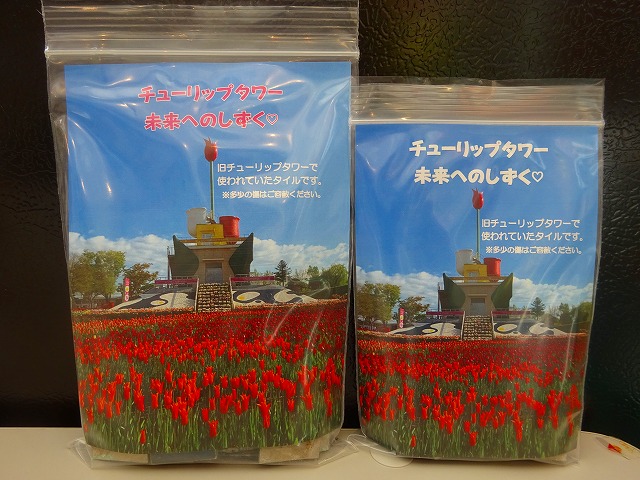 チューリップタワー
未来へのしずく♡
旧チューリップタワーで
使われていたタイルです。
※多少の傷はご容赦ください。
チューリップタワー
未来へのしずく♡
旧チューリップタワーで
使われていたタイルです。
※多少の傷はご容赦ください。